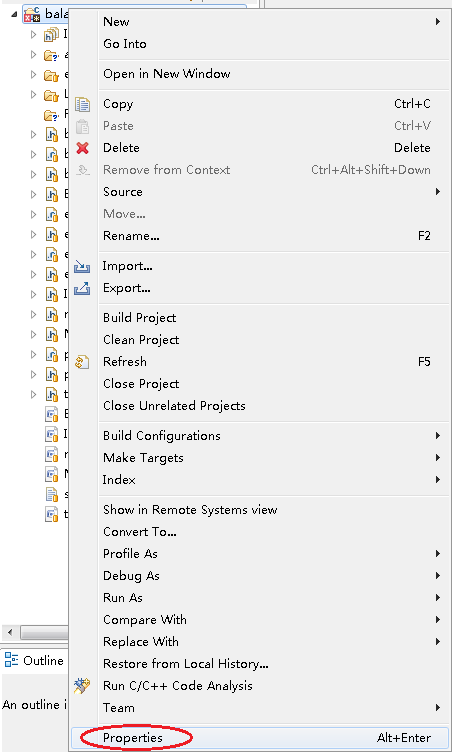 bala
New
Go Into
Open in New Window
Copy Ctrl+C
Paste Ctrl+V
Delete Delete
Remove from Context Ctrl+Alt+Shift+Down
Source
Move...
Rename... F2
Import...
Export...
Build Project
Clean Project
Refresh F5
Close Project
Close Unrelated Projects
Build Configurations
Make Targets
Index
Show in Remote Systems view
Convert To...
Profile As
Debug As
Run As
Compare With
Replace With
Restore from Local History...
Outline
Run C/C++ Code Analysis
An outline i
Team
Properties Alt+Enter